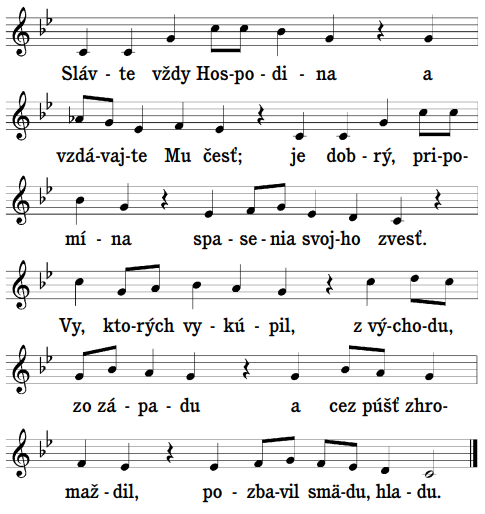 Sláv - te vždy Hos - po - di - na a
vzdá - vaj - te Mu česť; je dob - rý, pri - po -
mí - na spa - se - nia svoj - ho zvesť.
Vy, kto - rých vy - kú - pil, z vý - cho - du,
zo zá - pa - du a cez púšť zhro -
maž - dil, po - zba - vil smä - du, hla - du.